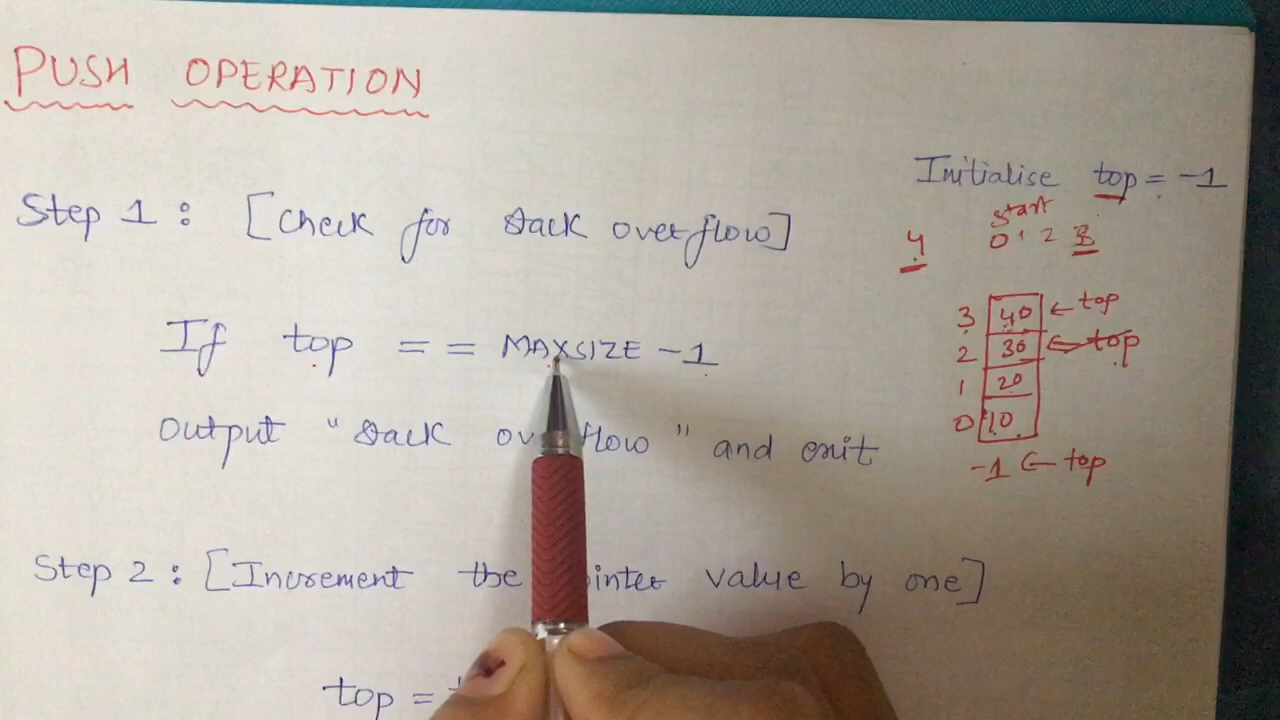 PUSH OPERATION
Initialise top = -1
Step 1 : [Check for stack overflow]
start
4 0 1 2 3
If top == MAXSIZE -1
3 40 ← top
2 30 ← top
1 20
0 10
-1 ← top
Output "stack flow" and exit
Step 2 : [Increment the value by one]
top =